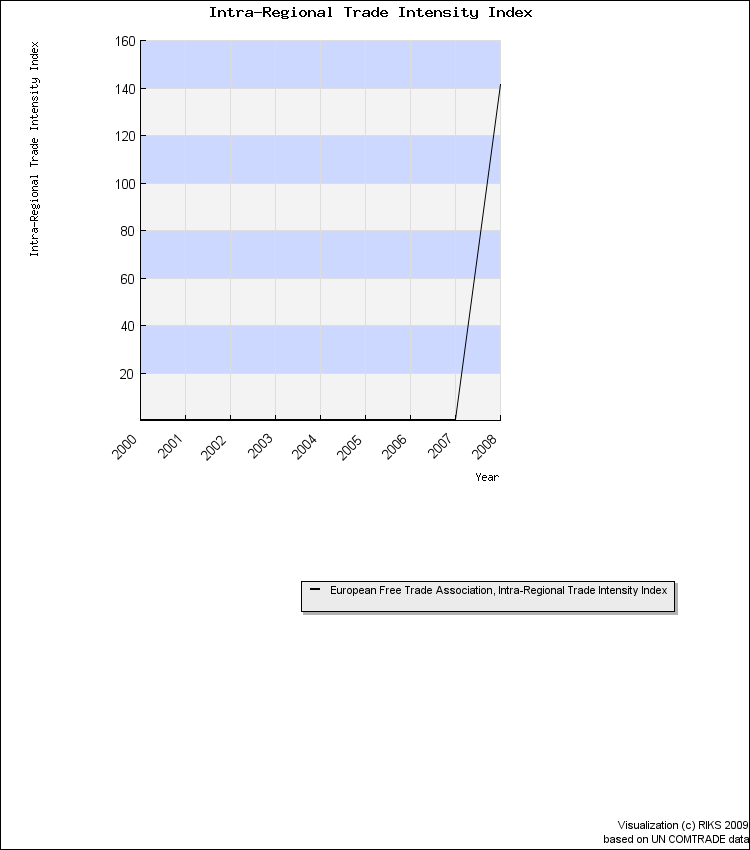 Intra-Regional Trade Intensity Index
Intra-Regional Trade Intensity Index
160
140
120
100
80
60
40
20
2000
2001
2002
2003
2004
2005
2006
2007
2008
Year
European Free Trade Association, Intra-Regional Trade Intensity Index
Visualization (c) RIKS 2009
based on UN COMTRADE data